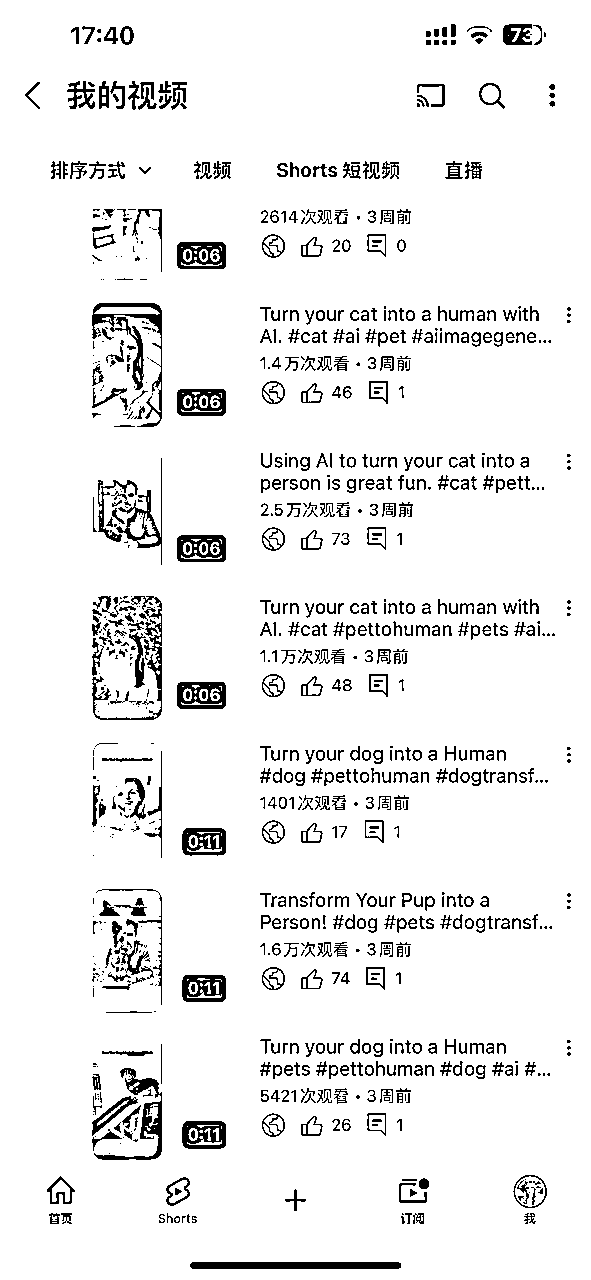 17:40
73
我的视频
排序方式 视频 Shorts 短视频 直播
2614次观看 · 3周前
20 0
0:06
Turn your cat into a human with
AI. #cat #ai #pet #aiimagegene...
1.4万次观看 · 3周前
46 1
0:06
Using AI to turn your cat into a
person is great fun. #cat #pett...
2.5万次观看 · 3周前
73 1
0:06
Turn your cat into a human with
AI. #cat #pettohuman #pets #ai...
1.1万次观看 · 3周前
48 1
0:06
Turn your dog into a Human
#dog #pettohuman #dogtransf...
1401次观看 · 3周前
17 1
0:11
Transform Your Pup into a
Person! #dog #pets #dogtransf...
1.6万次观看 · 3周前
74 1
0:11
Turn your dog into a Human
#pets #pettohuman #dog #ai #...
5421次观看 · 3周前
26 1
0:11
首页 Shorts 订阅 我